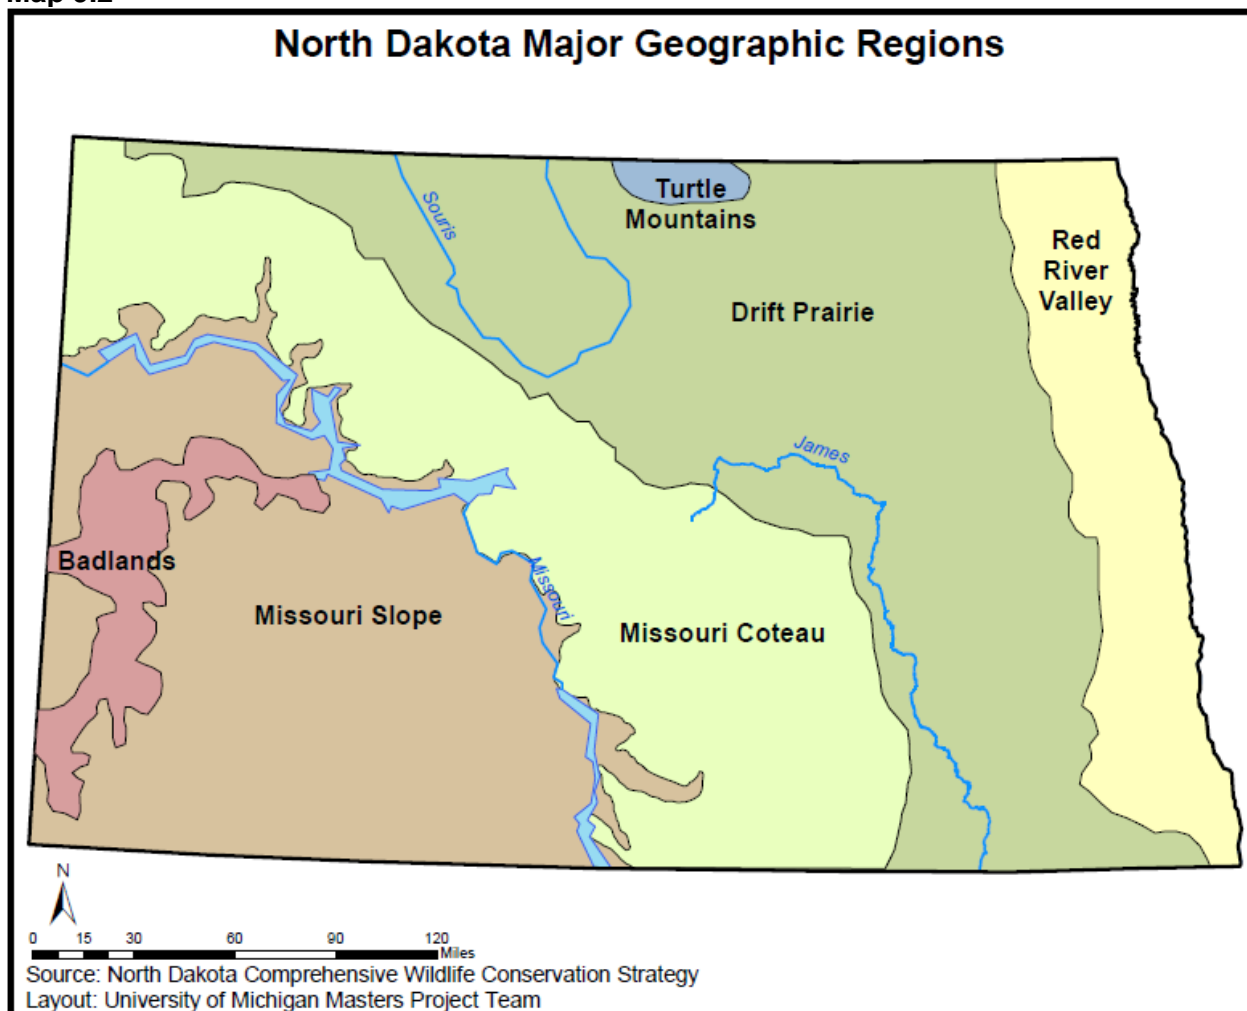 North Dakota Major Geographic Regions
Turtle
Mountains
Souris
Red
River
Valley
Drift Prairie
James
Badlands
Missouri
Missouri Slope
Missouri Coteau
N
0 15 30 60 90 120
Miles
Source: North Dakota Comprehensive Wildlife Conservation Strategy
Layout: University of Michigan Masters Project Team